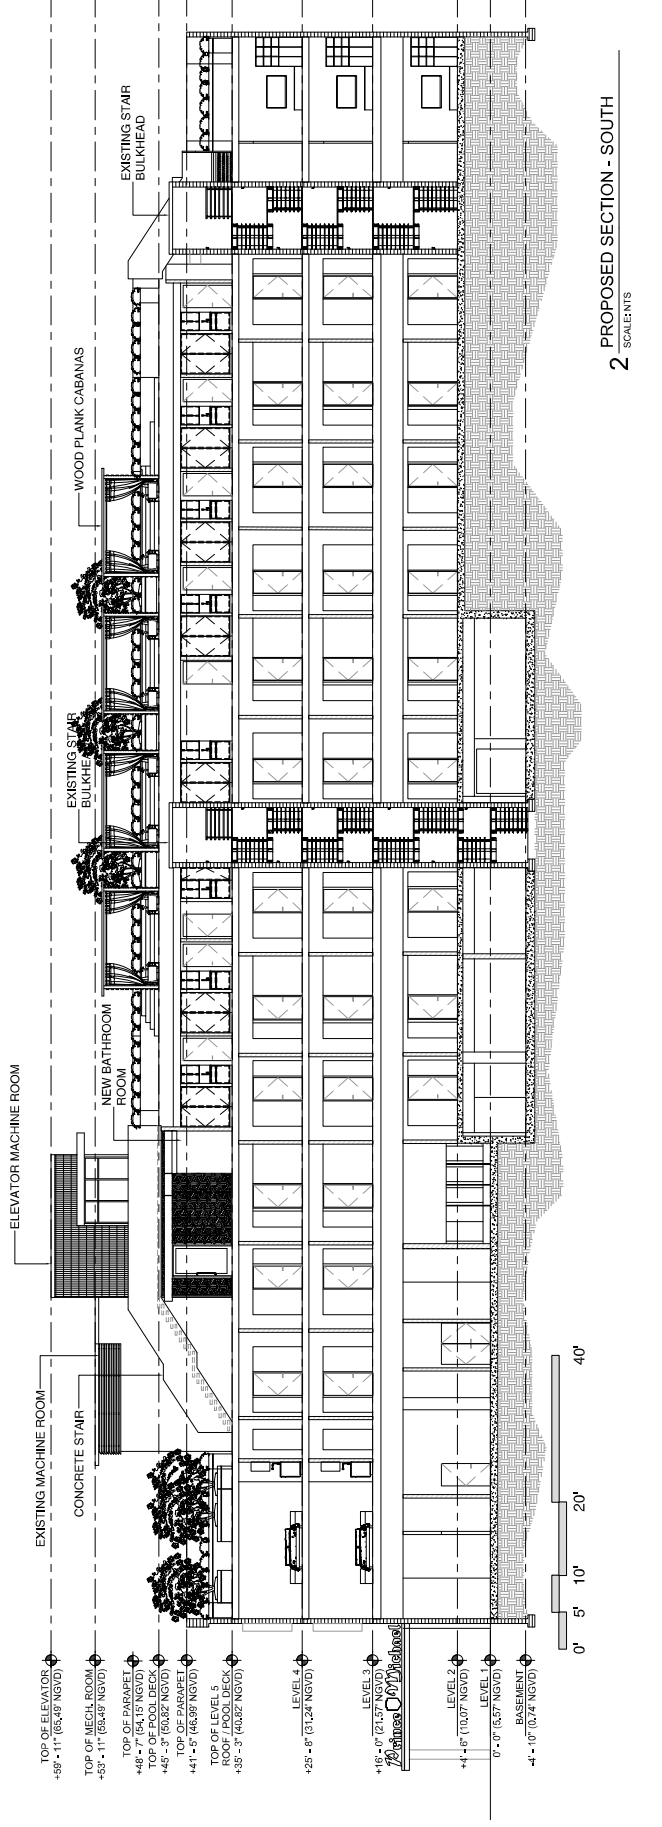 TOP OF ELEVATOR
+59' - 11" (65.49' NGVD)
TOP OF MECH. ROOM
+53' - 11" (59.49' NGVD)
TOP OF PARAPET
+48' - 7" (54.15' NGVD)
TOP OF POOL DECK
+45' - 3" (50.82' NGVD)
TOP OF PARAPET
+41' - 5" (46.99' NGVD)
TOP OF LEVEL 5
ROOF / POOL DECK
+35' - 3" (40.82' NGVD)
LEVEL 4
+25' - 8" (31.24' NGVD)
LEVEL 3
+16' - 0" (21.57' NGVD)
Prince Michael
LEVEL 2
+4' - 6" (10.07' NGVD)
LEVEL 1
0' - 0" (5.57' NGVD)
BASEMENT
-4' - 10" (0.74' NGVD)
EXISTING MACHINE ROOM
CONCRETE STAIR
ELEVATOR MACHINE ROOM
NEW BATHROOM
ROOM
EXISTING STAIR
BULKHEAD
WOOD PLANK CABANAS
EXISTING STAIR
BULKHEAD
0' 5' 10' 20' 40'
2 PROPOSED SECTION - SOUTH
SCALE: NTS